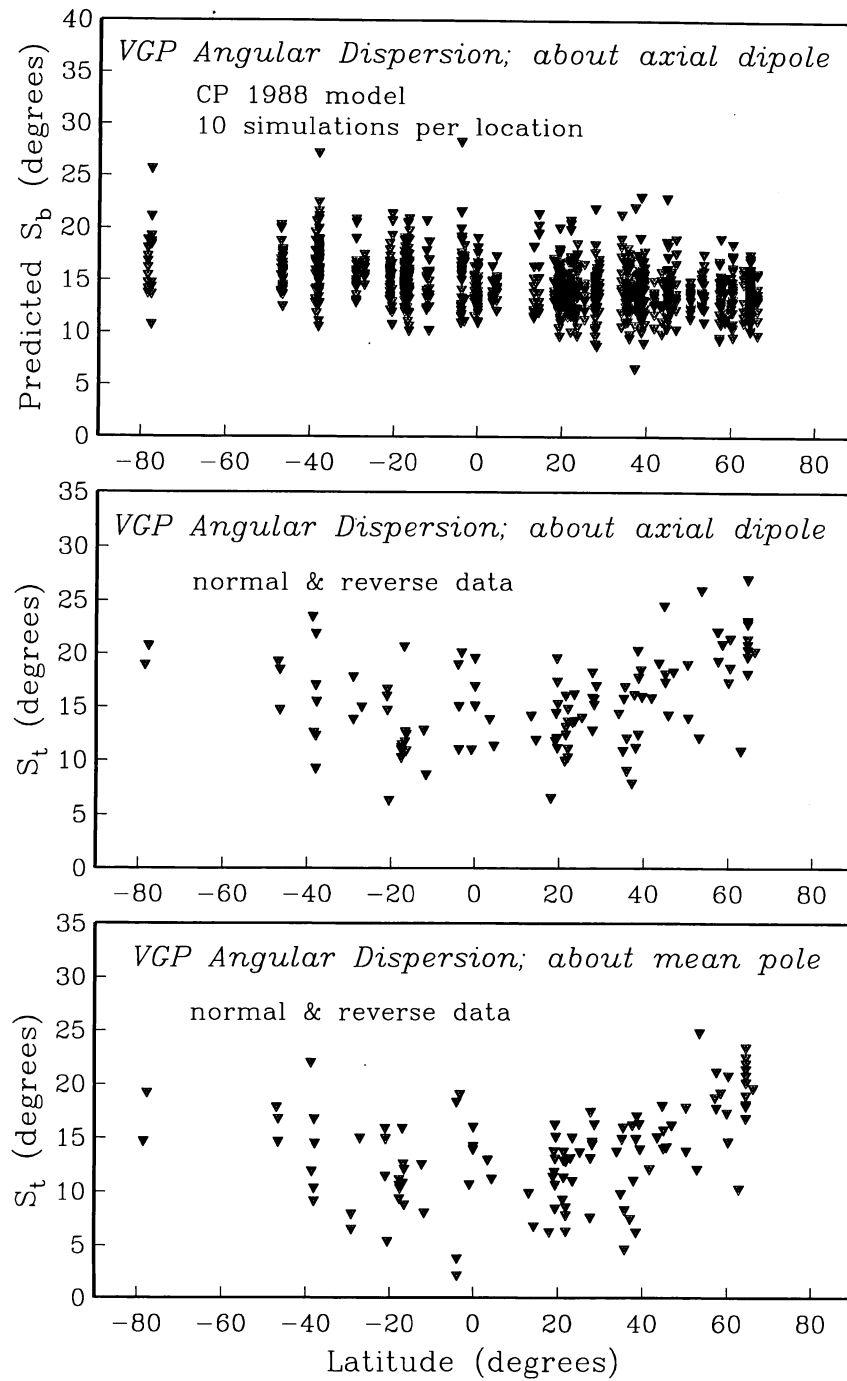 VGP Angular Dispersion; about axial dipole
CP 1988 model
10 simulations per location
Predicted S_b (degrees)
40
35
30
25
20
15
10
5
0
−80 −60 −40 −20 0 20 40 60 80
VGP Angular Dispersion; about axial dipole
normal & reverse data
S_t (degrees)
35
30
25
20
15
10
5
0
−80 −60 −40 −20 0 20 40 60 80
VGP Angular Dispersion; about mean pole
normal & reverse data
S_t (degrees)
35
30
25
20
15
10
5
0
−80 −60 −40 −20 0 20 40 60 80
Latitude (degrees)